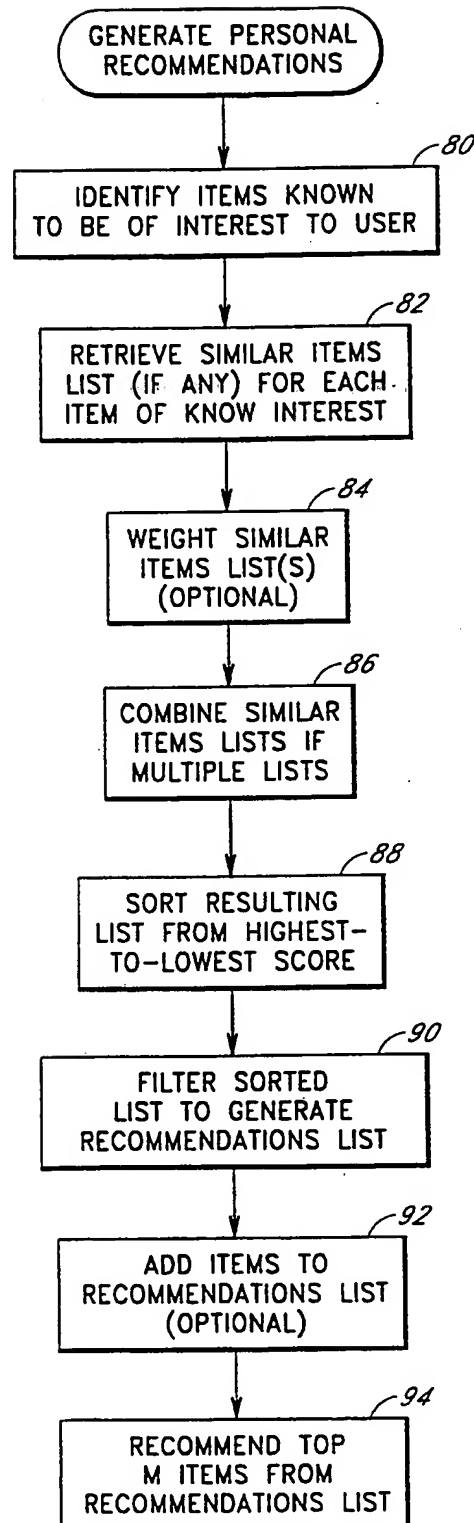 GENERATE PERSONAL
RECOMMENDATIONS
80
IDENTIFY ITEMS KNOWN
TO BE OF INTEREST TO USER
82
RETRIEVE SIMILAR ITEMS
LIST (IF ANY) FOR EACH
ITEM OF KNOW INTEREST
84
WEIGHT SIMILAR
ITEMS LIST(S)
(OPTIONAL)
86
COMBINE SIMILAR
ITEMS LISTS IF
MULTIPLE LISTS
88
SORT RESULTING
LIST FROM HIGHEST-
TO-LOWEST SCORE
90
FILTER SORTED
LIST TO GENERATE
RECOMMENDATIONS LIST
92
ADD ITEMS TO
RECOMMENDATIONS LIST
(OPTIONAL)
94
RECOMMEND TOP
M ITEMS FROM
RECOMMENDATIONS LIST